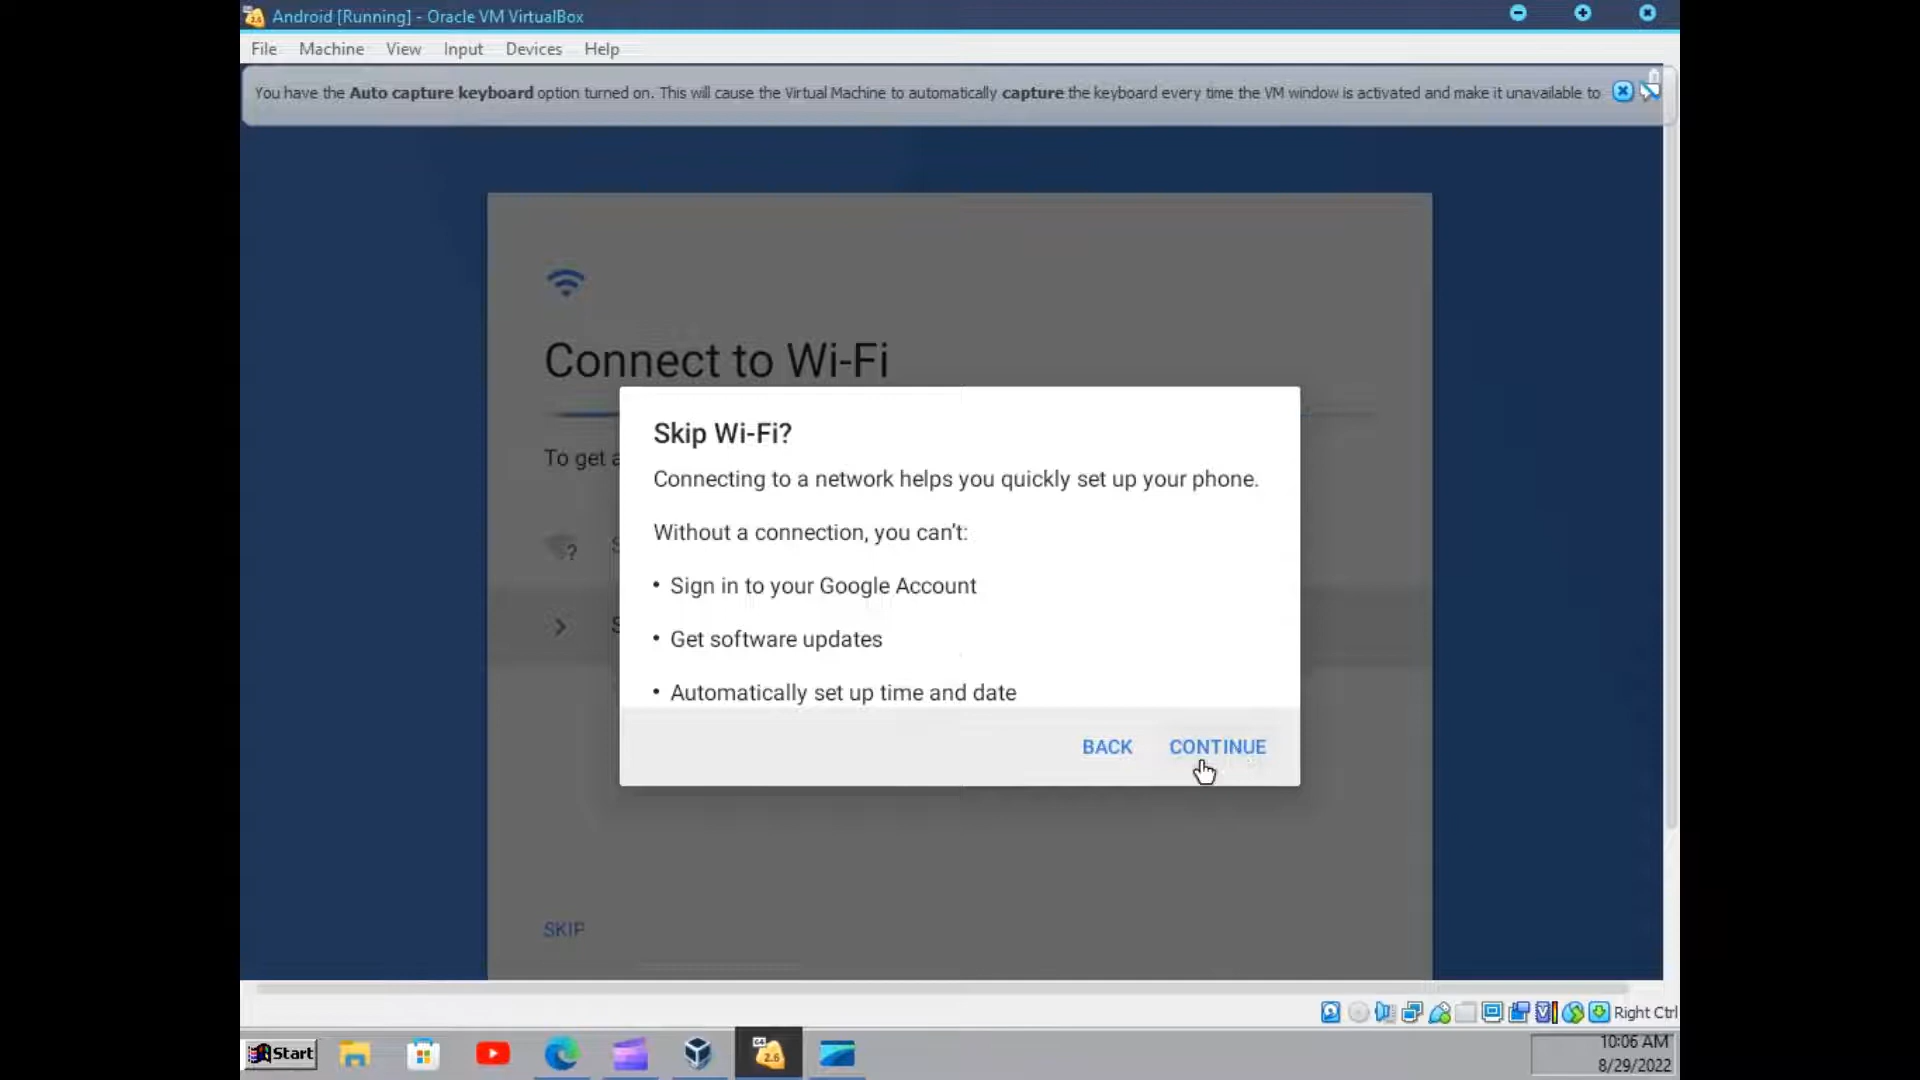 Android [Running] - Oracle VM VirtualBox
File Machine View Input Devices Help
You have the Auto capture keyboard option turned on. This will cause the Virtual Machine to automatically capture the keyboard every time the VM window is activated and make it unavailable to
Connect to Wi-Fi
To get a
Skip Wi-Fi?
Connecting to a network helps you quickly set up your phone.
Without a connection, you can't:
• Sign in to your Google Account
• Get software updates
• Automatically set up time and date
BACK CONTINUE
SKIP
Right Ctrl
Start
64
2.6
10:06 AM
8/29/2022